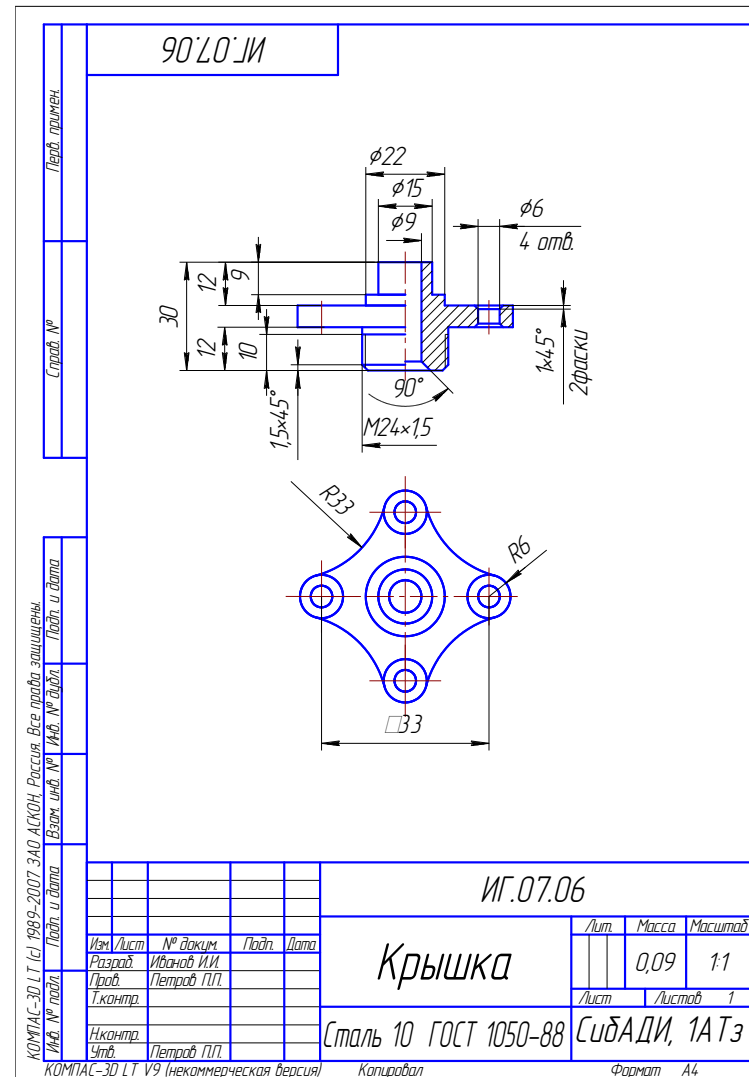 ИГ.07.06
Перв. примен.
Справ. №
Подп. и дата
Инв. № дубл.
Взам. инв. №
Подп. и дата
Инв. № подл.
КОМПАС-3D LT (с) 1989-2007 ЗАО АСКОН, Россия. Все права защищены.
ϕ22
ϕ15
ϕ9
ϕ6
4 отв.
30
12
9
12
10
1,5×45°
90°
М24×1,5
1×45°
2фаски
R33
R6
□33
ИГ.07.06
Изм. Лист № докум. Подп. Дата
Разраб. Иванов И.И.
Пров. Петров П.П.
Т.контр.
Н.контр.
Утв. Петров П.П.
Крышка
Лит. Масса Масштаб
0,09 1:1
Лист Листов 1
Сталь 10 ГОСТ 1050-88
СибАДИ, 1АТз
КОМПАС-3D LT V9 (некоммерческая версия) Копировал Формат А4